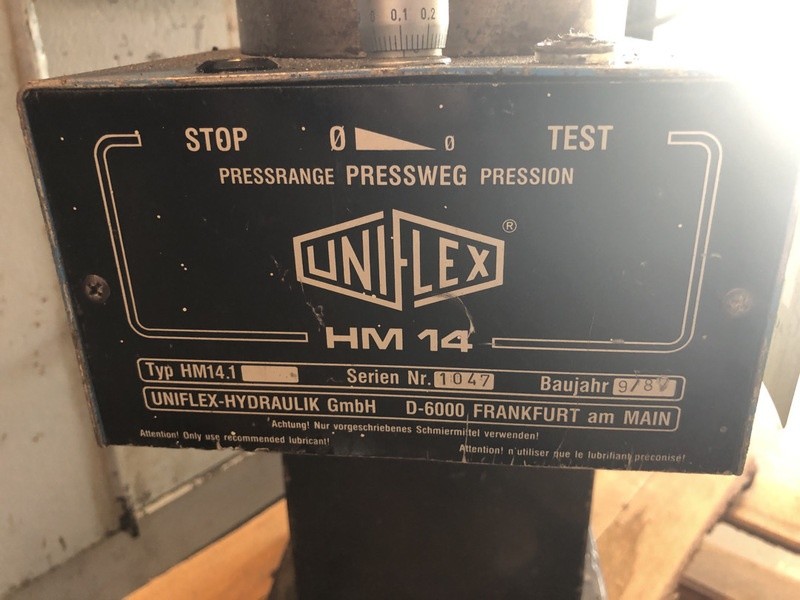 0 0,1 0,2
STOP Ø ø TEST
PRESSRANGE PRESSWEG PRESSION
UNIFLEX ®
HM 14
Typ HM14.1 Serien Nr. 1047 Baujahr
UNIFLEX-HYDRAULIK GmbH D-6000 FRANKFURT am MAIN
Achtung! Nur vorgeschriebenes Schmiermittel verwenden!
Attention! Only use recommended lubricant!
Attention! n'utiliser que le lubrifiant préconisé!